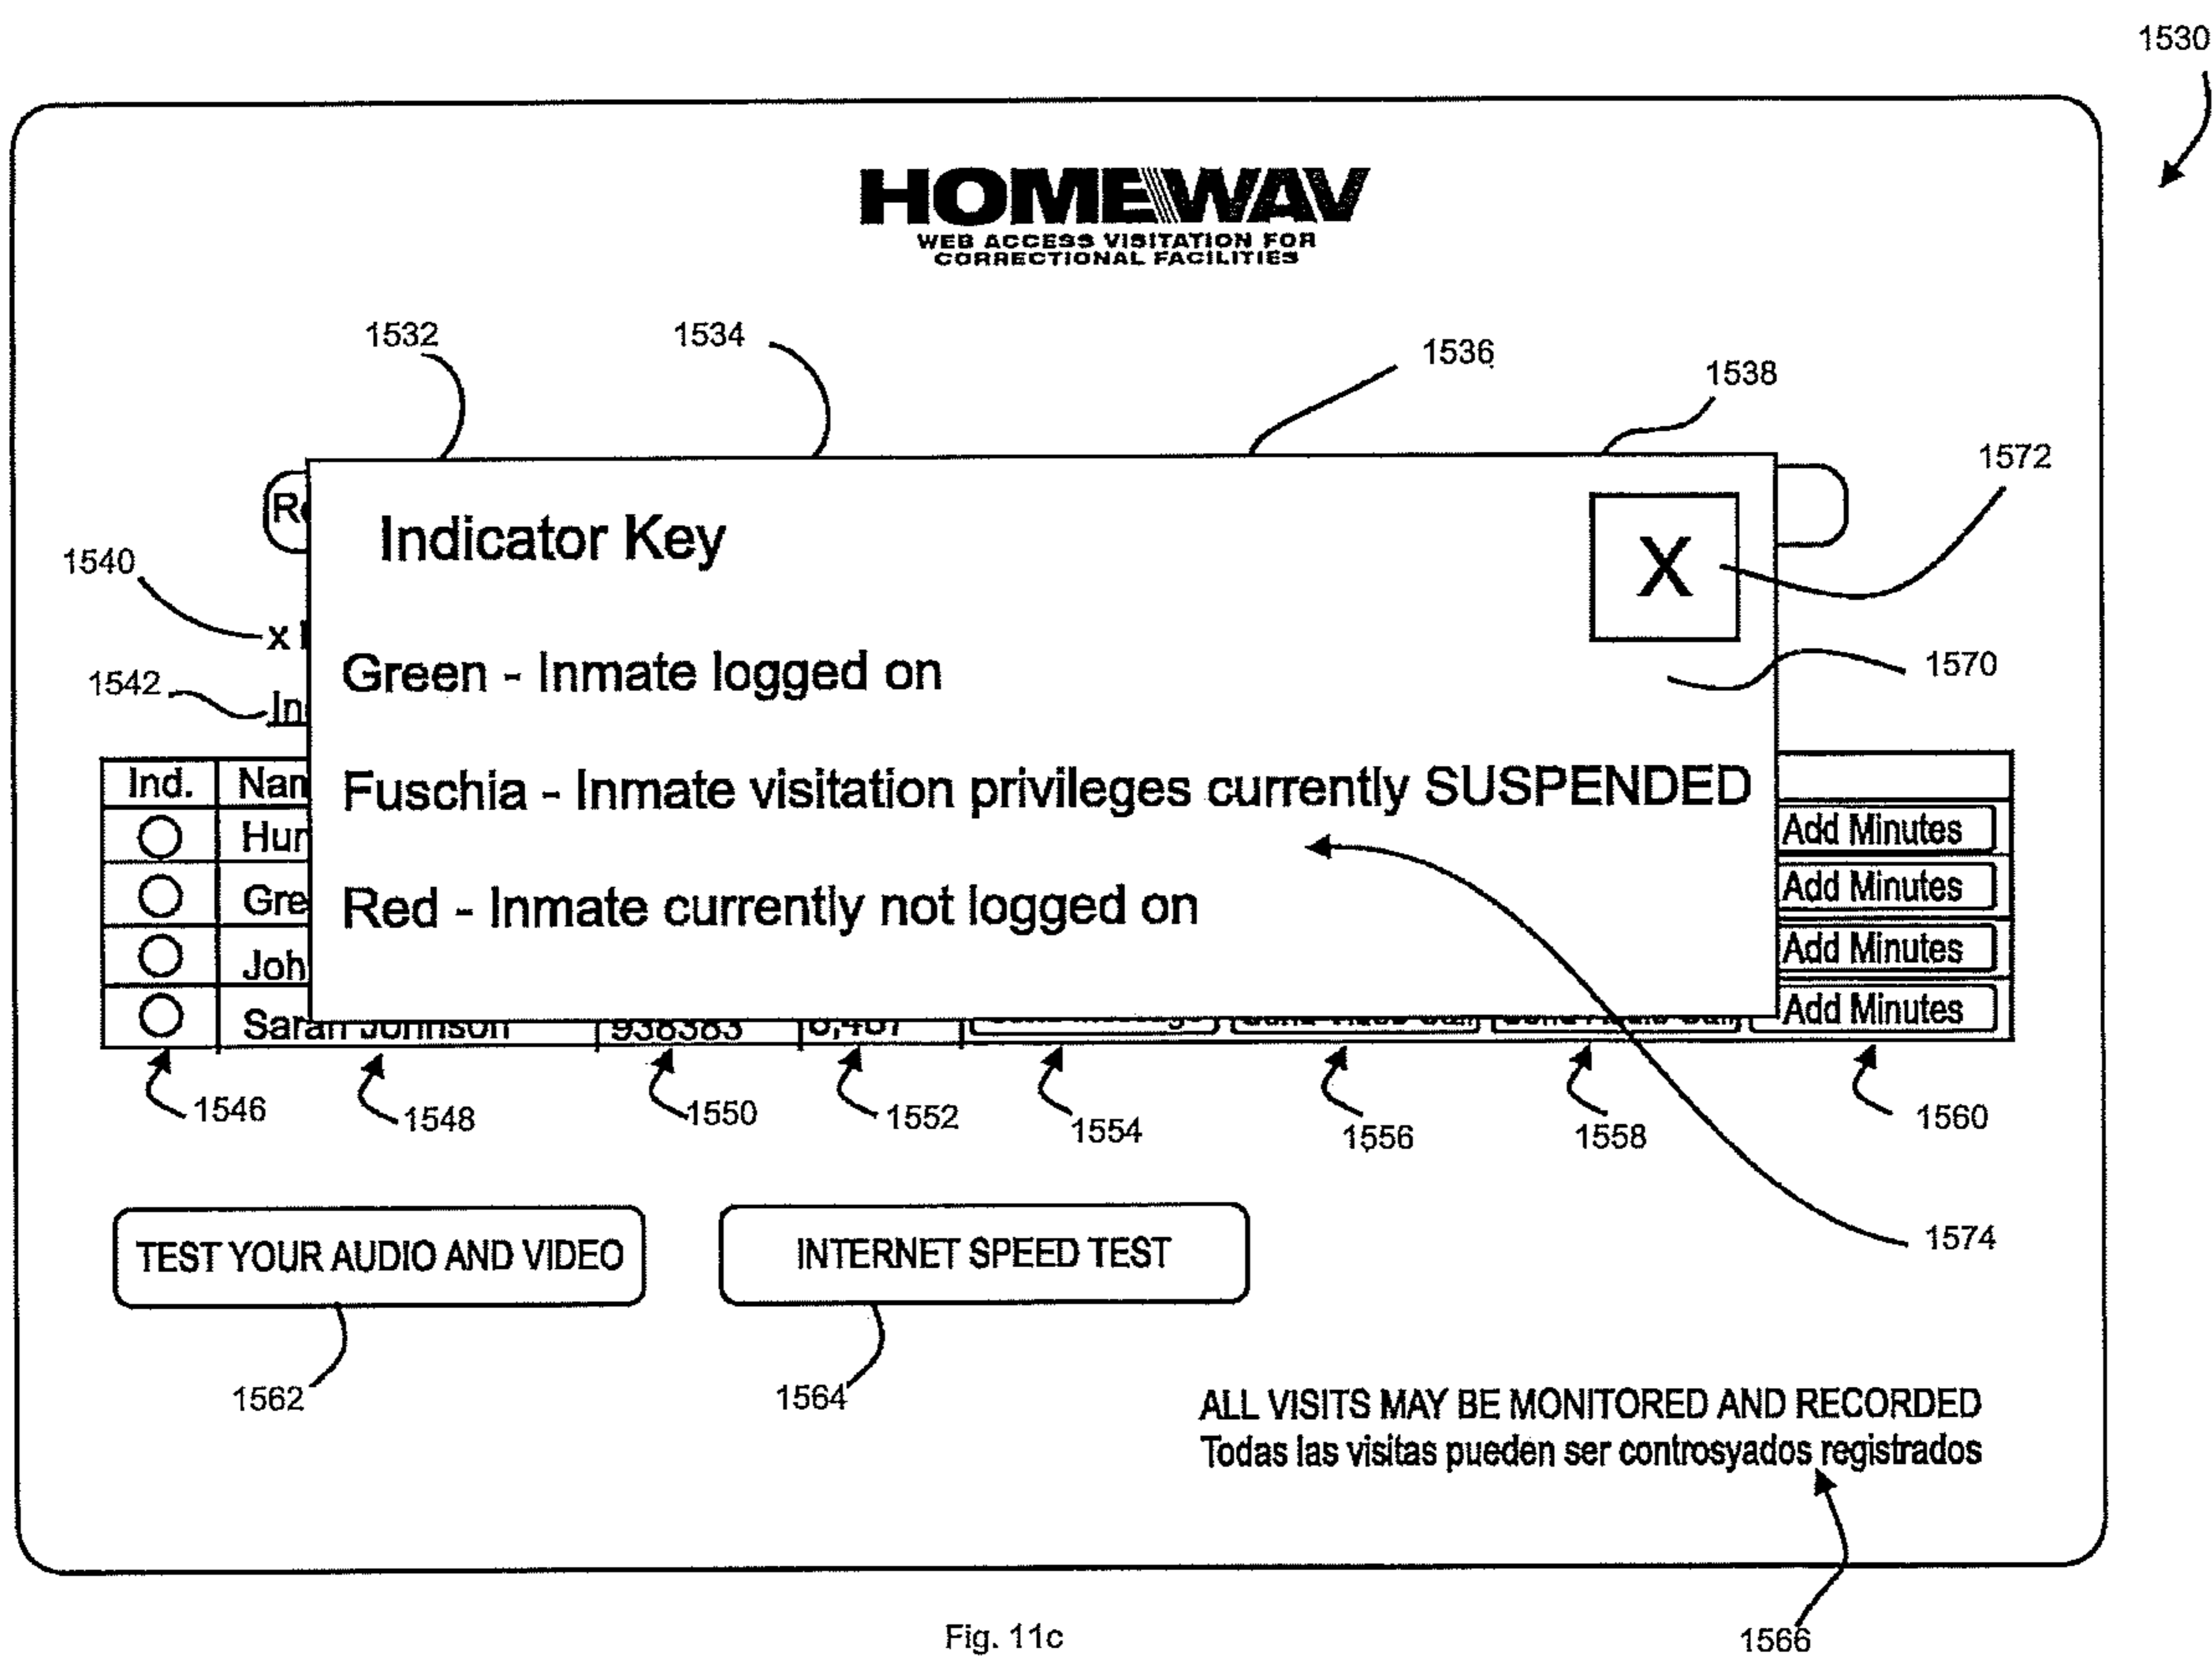 1530
HOMEWAV
WEB ACCESS VISITATION FOR
CORRECTIONAL FACILITIES
1532
1534
1536
1538
1572
Indicator Key
X
1540
x
Green - Inmate logged on
1570
1542
Ind. Fuschia - Inmate visitation privileges currently SUSPENDED
Add Minutes
Add Minutes
Red - Inmate currently not logged on
Add Minutes
Sarah Johnson 938383 Add Minutes
1546
1548
1550
1552
1554
1556
1558
1560
TEST YOUR AUDIO AND VIDEO
INTERNET SPEED TEST
1574
1562
1564
ALL VISITS MAY BE MONITORED AND RECORDED
Todas las visitas pueden ser controsyados registrados
Fig. 11c
1566